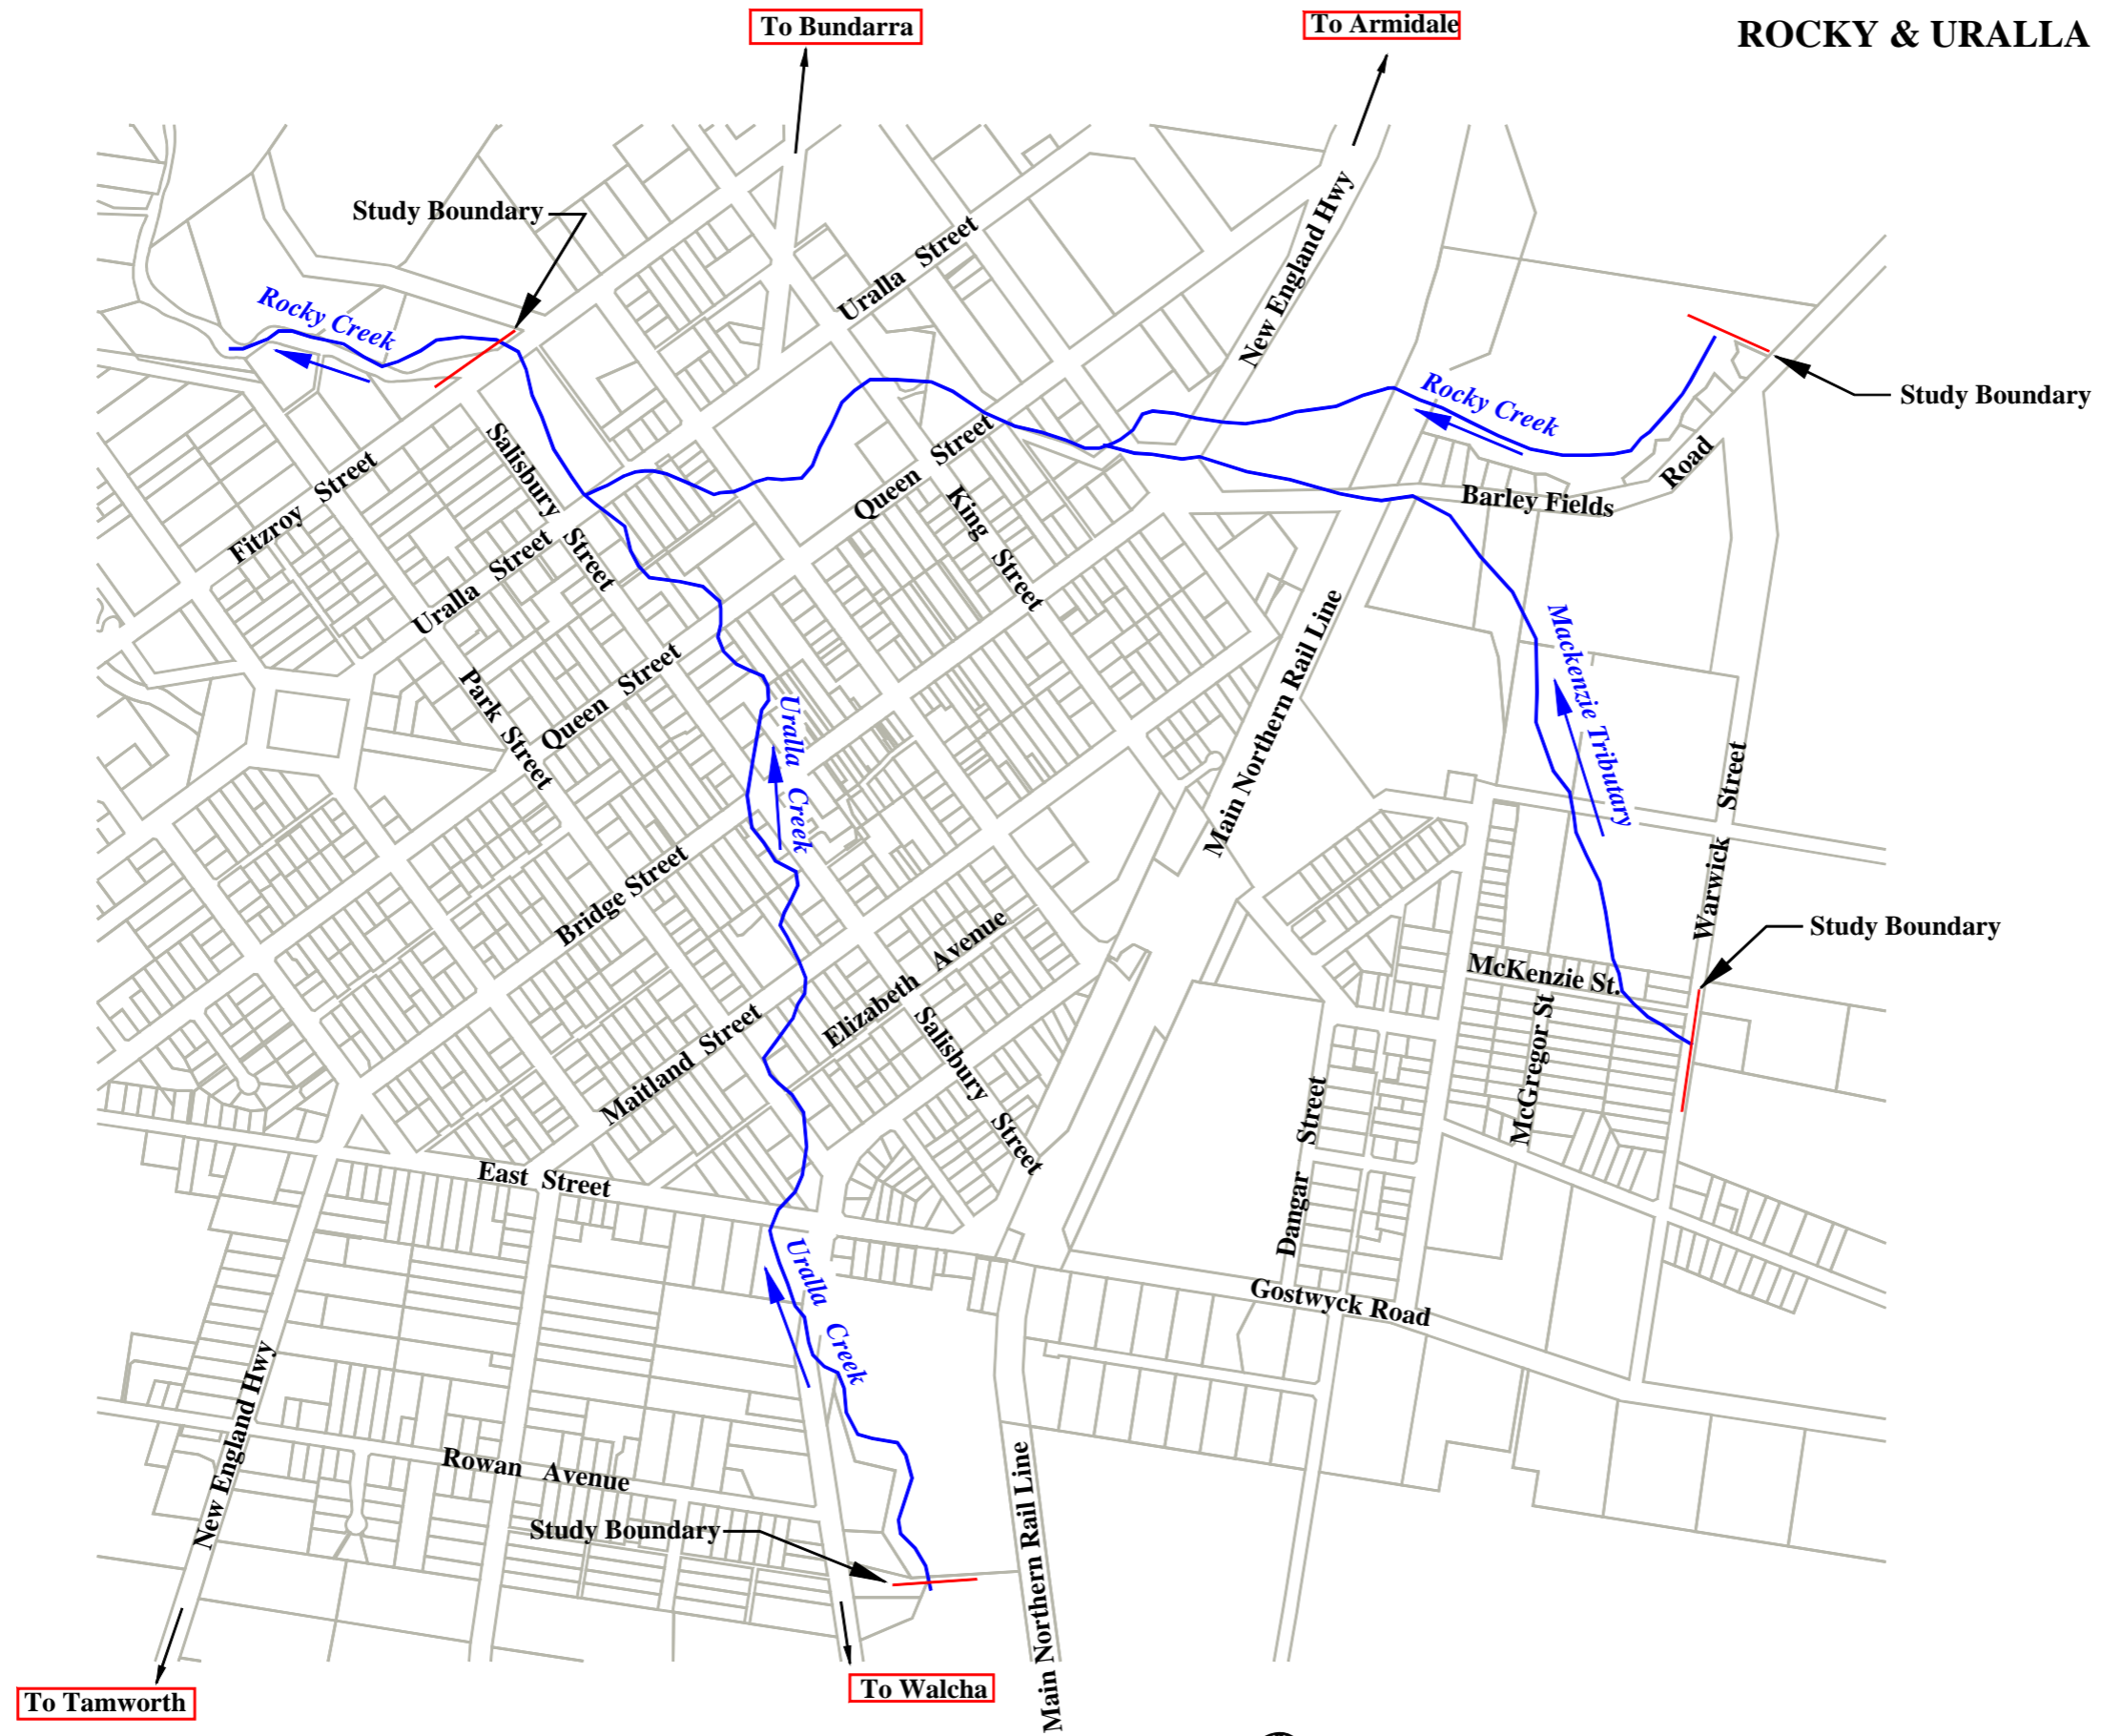 To Bundarra
To Armidale
ROCKY & URALLA
Study Boundary
New England Hwy
Uralla Street
Rocky Creek
Rocky Creek
Study Boundary
Salisbury Street
Queen Street
Fitzroy Street
Road
Barley Fields
King Street
Uralla Street
Main Northern Rail Line
Mackenzie Tributary
Park Street
Queen Street
Uralla Creek
Warwick Street
Bridge Street
Elizabeth Avenue
Study Boundary
McKenzie St.
McGregor St
Maitland Street
Salisbury Street
Dangar Street
East Street
Uralla Creek
Gostwyck Road
New England Hwy
Rowan Avenue
Main Northern Rail Line
Study Boundary
Main Northern Rail Line
To Walcha
To Tamworth